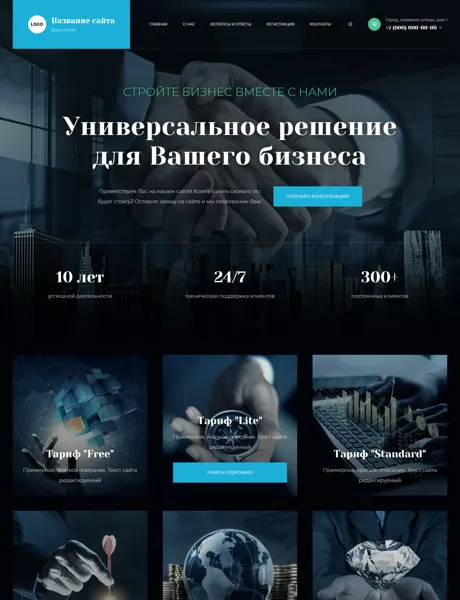 LOGO
Название сайта
Ваш слоган
ГЛАВНАЯ
О НАС
ВОПРОСЫ И ОТВЕТЫ
РЕГИСТРАЦИЯ
КОНТАКТЫ
Город, название улицы, дом 1
+7 (000) 000-00-00
СТРОЙТЕ БИЗНЕС ВМЕСТЕ С НАМИ
Универсальное решение
для Вашего бизнеса
Приветствуем Вас на нашем сайте! Хотите узнать сколько это
будет стоить? Оставьте заявку на сайте и мы перезвоним Вам
ПОЛУЧИТЬ КОНСУЛЬТАЦИЮ
10 лет
24/7
300+
успешной деятельности
техническая поддержка клиентов
постоянных клиентов
Тариф "Free"
Примерное, краткое описание. Текст сайта
редактируемый
Тариф "Lite"
Примерное, краткое описание. Текст сайта
редактируемый
УЗНАТЬ ПОДРОБНЕЕ
Тариф "Standard"
Примерное, краткое описание. Текст сайта
редактируемый